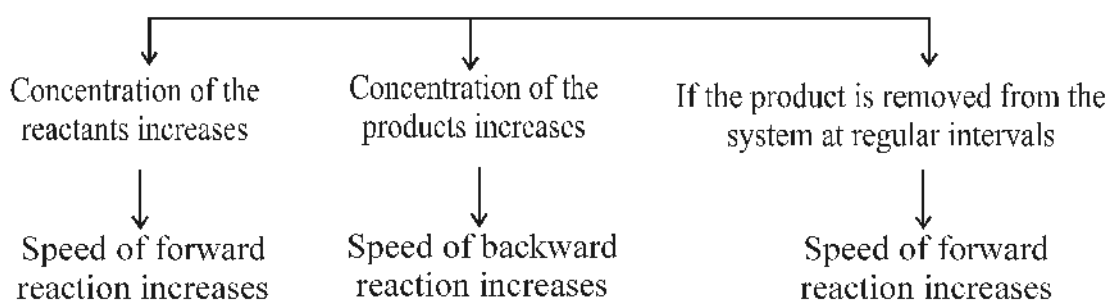 Concentration of the
reactants increases
Concentration of the
products increases
If the product is removed from the
system at regular intervals
Speed of forward
reaction increases
Speed of backward
reaction increases
Speed of forward
reaction increases